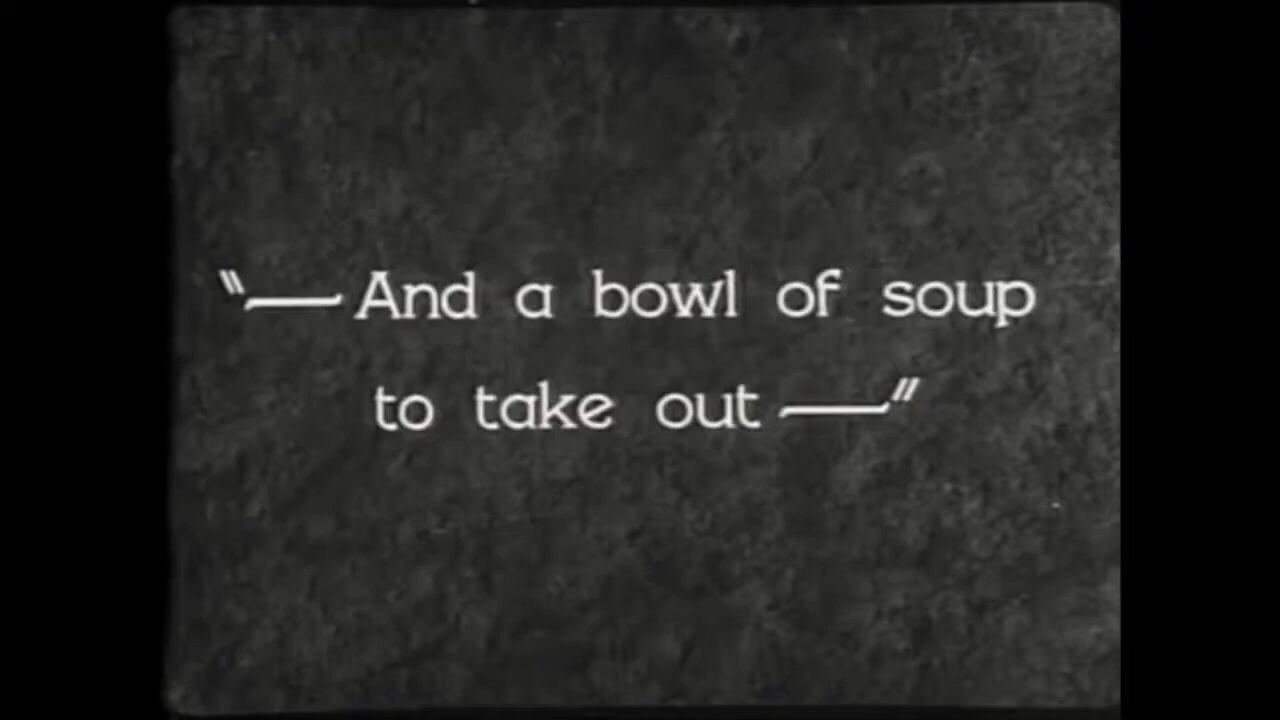 "—And a bowl of soup
to take out—"